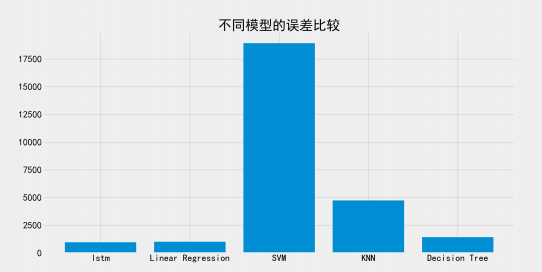 不同模型的误差比较
17500
15000
12500
10000
7500
5000
2500
0
lstm
Linear Regression
SVM
KNN
Decision Tree